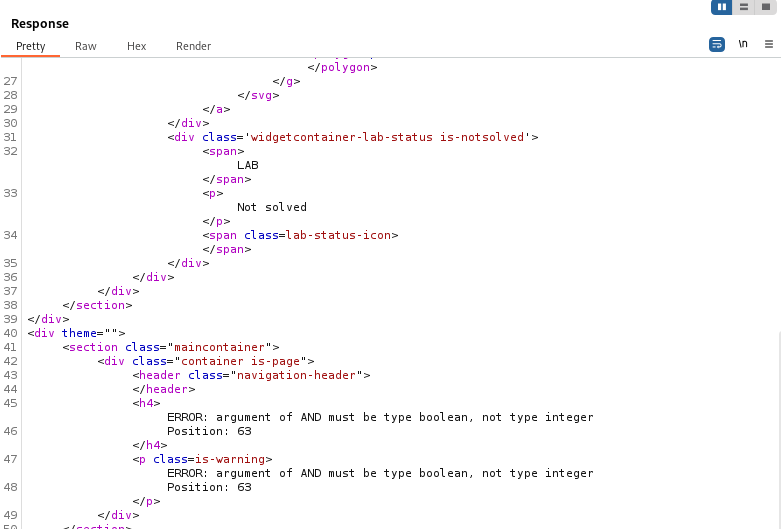 Response
Pretty Raw Hex Render
\n
</polygon>
27 </g>
28 </svg>
29 </a>
30 </div>
31 <div class='widgetcontainer-lab-status is-notsolved'>
32 <span>
LAB
</span>
33 <p>
Not solved
</p>
34 <span class=lab-status-icon>
</span>
35 </div>
36 </div>
37 </div>
38 </section>
39 </div>
40 <div theme="">
41 <section class="maincontainer">
42 <div class="container is-page">
43 <header class="navigation-header">
44 </header>
45 <h4>
ERROR: argument of AND must be type boolean, not type integer
46 Position: 63
</h4>
47 <p class=is-warning>
ERROR: argument of AND must be type boolean, not type integer
48 Position: 63
</p>
49 </div>
50 </section>